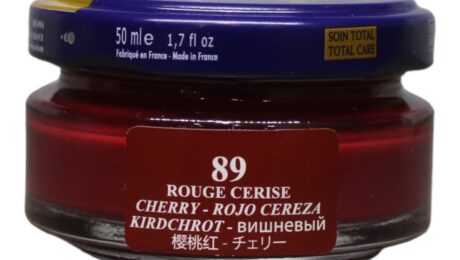 50 mle 1,7 fl oz
Fabriqué en France - Made in France
SOIN TOTAL
TOTAL CARE
89
ROUGE CERISE
CHERRY - ROJO CEREZA
KIRDCHROT - вишневый
樱桃红 - チェリー